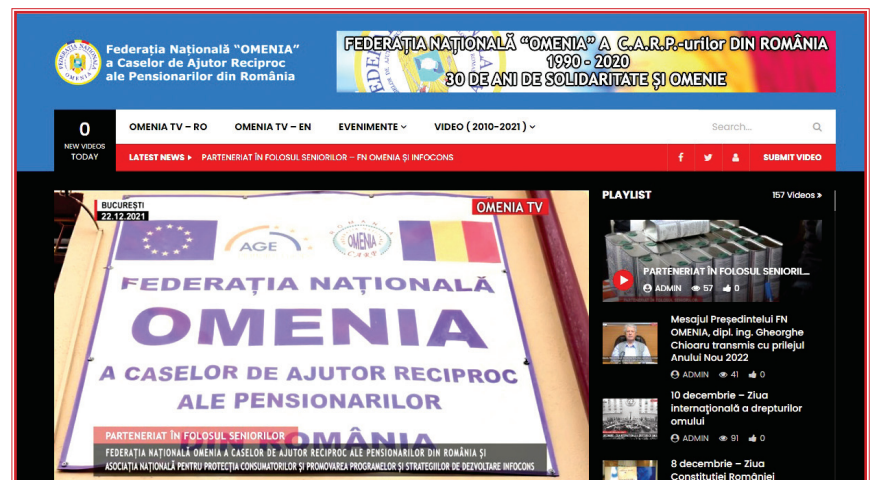 Federația Națională "OMENIA"
a Caselor de Ajutor Reciproc
ale Pensionarilor din România
FEDERAȚIA NAȚIONALĂ "OMENIA" A C.A.R.P.-urilor DIN ROMÂNIA
1990 - 2020
30 DE ANI DE SOLIDARITATE ȘI OMENIE
0
NEW VIDEOS
TODAY
OMENIA TV – RO
OMENIA TV – EN
EVENIMENTE
VIDEO ( 2010-2021 )
Search...
LATEST NEWS
PARTENERIAT ÎN FOLOSUL SENIORILOR – FN OMENIA ȘI INFOCONS
SUBMIT VIDEO
BUCUREȘTI
22.12.2021
OMENIA TV
AGE
OMENIA
C.A.R.P.
FEDERAȚIA NAȚIONALĂ
OMENIA
A CASELOR DE AJUTOR RECIPROC
ALE PENSIONARILOR
DIN ROMÂNIA
PARTENERIAT ÎN FOLOSUL SENIORILOR
FEDERAȚIA NAȚIONALĂ OMENIA A CASELOR DE AJUTOR RECIPROC ALE PENSIONARILOR DIN ROMÂNIA ȘI
ASOCIAȚIA NAȚIONALĂ PENTRU PROTECȚIA CONSUMATORILOR ȘI PROMOVAREA PROGRAMELOR ȘI STRATEGIILOR DE DEZVOLTARE INFOCONS
PLAYLIST
157 Videos
PARTENERIAT ÎN FOLOSUL SENIORIL...
ADMIN 57 0
Mesajul Președintelui FN
OMENIA, dipl. ing. Gheorghe
Chioaru transmis cu prilejul
Anului Nou 2022
ADMIN 41 0
10 decembrie – Ziua
internațională a drepturilor
omului
ADMIN 91 0
8 decembrie – Ziua
Constituției României